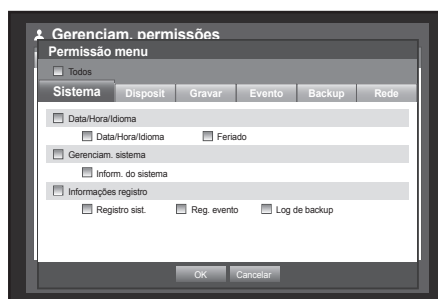 Gerenciam. permissões
Permissão menu
Todos
Sistema Disposit Gravar Evento Backup Rede
Data/Hora/Idioma
Data/Hora/Idioma Feriado
Gerenciam. sistema
Inform. do sistema
Informações registro
Registro sist. Reg. evento Log de backup
OK Cancelar